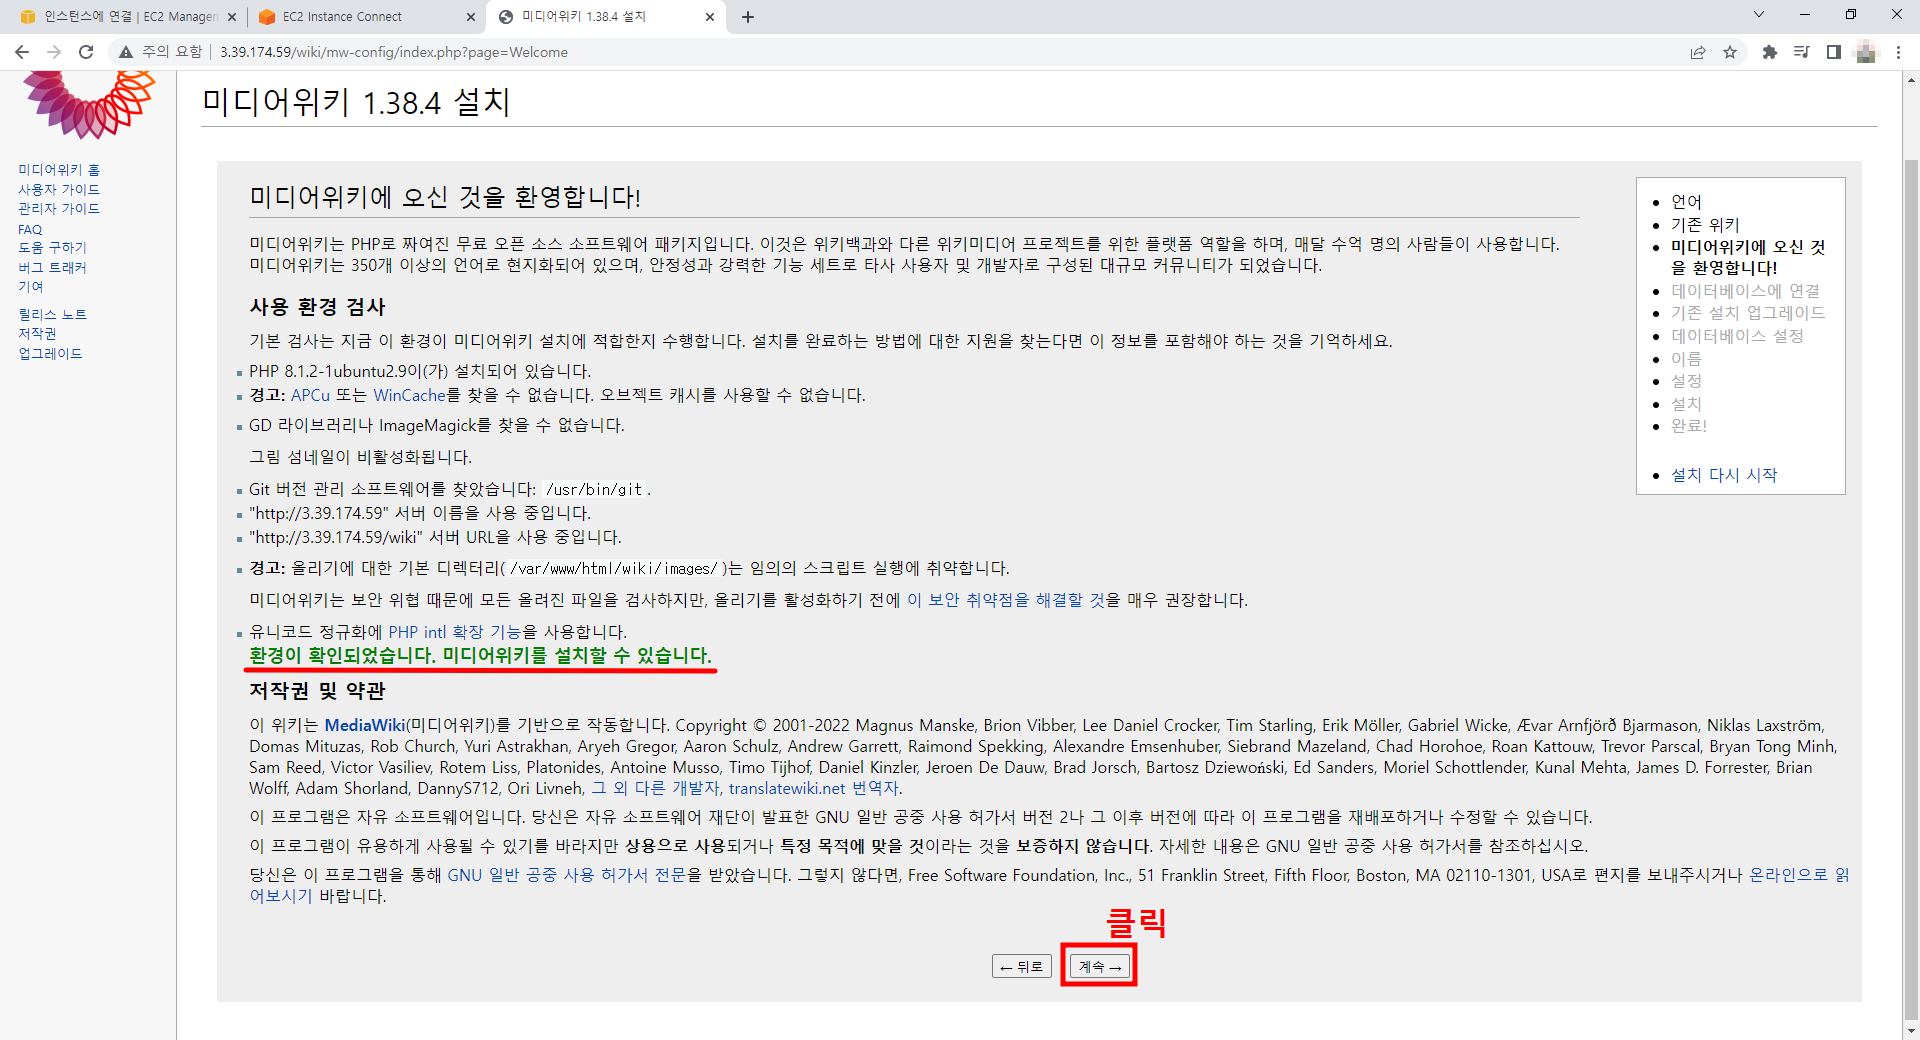 인스턴스에 연결 | EC2 Manager
EC2 Instance Connect
미디어위키 1.38.4 설치
주의 요함
3.39.174.59/wiki/mw-config/index.php?page=Welcome
미디어위키 홈
사용자 가이드
관리자 가이드
FAQ
도움 구하기
버그 트래커
기여
릴리스 노트
저작권
업그레이드
미디어위키 1.38.4 설치
미디어위키에 오신 것을 환영합니다!
미디어위키는 PHP로 짜여진 무료 오픈 소스 소프트웨어 패키지입니다. 이것은 위키백과와 다른 위키미디어 프로젝트를 위한 플랫폼 역할을 하며, 매달 수억 명의 사람들이 사용합니다.
미디어위키는 350개 이상의 언어로 현지화되어 있으며, 안정성과 강력한 기능 세트로 타사 사용자 및 개발자로 구성된 대규모 커뮤니티가 되었습니다.
사용 환경 검사
기본 검사는 지금 이 환경이 미디어위키 설치에 적합한지 수행합니다. 설치를 완료하는 방법에 대한 지원을 찾는다면 이 정보를 포함해야 하는 것을 기억하세요.
PHP 8.1.2-1ubuntu2.9이(가) 설치되어 있습니다.
경고: APCu 또는 WinCache를 찾을 수 없습니다. 오브젝트 캐시를 사용할 수 없습니다.
GD 라이브러리나 ImageMagick를 찾을 수 없습니다.
그림 섬네일이 비활성화됩니다.
Git 버전 관리 소프트웨어를 찾았습니다: /usr/bin/git.
"http://3.39.174.59" 서버 이름을 사용 중입니다.
"http://3.39.174.59/wiki" 서버 URL을 사용 중입니다.
경고: 올리기에 대한 기본 디렉터리( /var/www/html/wiki/images/ )는 임의의 스크립트 실행에 취약합니다.
미디어위키는 보안 위협 때문에 모든 올려진 파일을 검사하지만, 올리기를 활성화하기 전에 이 보안 취약점을 해결할 것을 매우 권장합니다.
유니코드 정규화에 PHP intl 확장 기능을 사용합니다.
환경이 확인되었습니다. 미디어위키를 설치할 수 있습니다.
저작권 및 약관
이 위키는 MediaWiki(미디어위키)를 기반으로 작동합니다. Copyright © 2001-2022 Magnus Manske, Brion Vibber, Lee Daniel Crocker, Tim Starling, Erik Möller, Gabriel Wicke, Ævar Arnfjörð Bjarmason, Niklas Laxström,
Domas Mituzas, Rob Church, Yuri Astrakhan, Aryeh Gregor, Aaron Schulz, Andrew Garrett, Raimond Spekking, Alexandre Emsenhuber, Siebrand Mazeland, Chad Horohoe, Roan Kattouw, Trevor Parscal, Bryan Tong Minh,
Sam Reed, Victor Vasiliev, Rotem Liss, Platonides, Antoine Musso, Timo Tijhof, Daniel Kinzler, Jeroen De Dauw, Brad Jorsch, Bartosz Dziewoński, Ed Sanders, Moriel Schottlender, Kunal Mehta, James D. Forrester, Brian
Wolff, Adam Shorland, DannyS712, Ori Livneh, 그 외 다른 개발자, translatewiki.net 번역자.
이 프로그램은 자유 소프트웨어입니다. 당신은 자유 소프트웨어 재단이 발표한 GNU 일반 공중 사용 허가서 버전 2나 그 이후 버전에 따라 이 프로그램을 재배포하거나 수정할 수 있습니다.
이 프로그램이 유용하게 사용될 수 있기를 바라지만 상용으로 사용되거나 특정 목적에 맞을 것이라는 것을 보증하지 않습니다. 자세한 내용은 GNU 일반 공중 사용 허가서를 참조하십시오.
당신은 이 프로그램을 통해 GNU 일반 공중 사용 허가서 전문을 받았습니다. 그렇지 않다면, Free Software Foundation, Inc., 51 Franklin Street, Fifth Floor, Boston, MA 02110-1301, USA로 편지를 보내주시거나 온라인으로 읽
어보시기 바랍니다.
클릭
← 뒤로
계속 →
언어
기존 위키
미디어위키에 오신 것
을 환영합니다!
데이터베이스에 연결
기존 설치 업그레이드
데이터베이스 설정
이름
설정
설치
완료!
설치 다시 시작